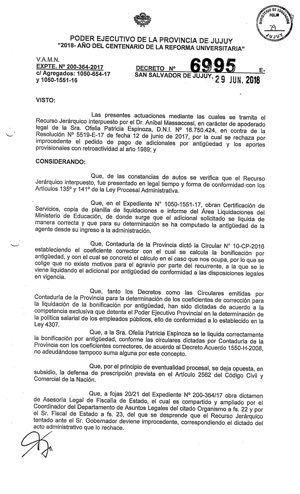 PODER EJECUTIVO DE LA PROVINCIA DE JUJUY
"2018- AÑO DEL CENTENARIO DE LA REFORMA UNIVERSITARIA"
V.A.M.N.
EXPTE. Nº 200-364-2017
c/ Agregados: 1050-654-17
y 1050-1551-16
DECRETO Nº 6995 E-
SAN SALVADOR DE JUJUY, 29 JUN. 2018
VISTO:
Las presentes actuaciones mediante las cuales se tramita el
Recurso Jerárquico interpuesto por el Dr. Aníbal Massaccesi, en carácter de apoderado
legal de la Sra. Ofelia Patricia Espinoza, D.N.I. Nº 16.750.424, en contra de la
Resolución Nº 5519-E-17 de fecha 12 de junio de 2017, por la cual se rechaza por
improcedente el pedido de pago de adicionales por antigüedad y los aportes
provisionales con retroactividad al año 1989; y
CONSIDERANDO:
Que, de las constancias de autos se verifica que el Recurso
Jerárquico interpuesto, fue presentado en legal tiempo y forma de conformidad con los
Artículos 135º y 141º de la Ley Procesal Administrativa.
Que, en el Expediente Nº 1050-1551-17, obran Certificación de
Servicios, copia de planilla de liquidaciones e informe del Área Liquidaciones del
Ministerio de Educación, de donde surge que el adicional solicitado se liquida de
manera correcta y que para su determinación se ha computado la antigüedad de la
agente desde su ingreso a la administración.
Que, Contaduría de la Provincia dictó la Circular Nº 10-CP-2016
estableciendo el coeficiente corrector con el cual se calcula la bonificación por
antigüedad, y con el cual se concretó el cálculo en el caso que nos ocupa, por lo que se
colige que no existe motivos para el agravio por parte del recurrente, a la que se le
viene liquidando el adicional por antigüedad de conformidad a las disposiciones legales
en vigencia.
Que, tanto los Decretos como las Circulares emitidas por
Contaduría de la Provincia para la determinación de los coeficientes de corrección para
la liquidación de la bonificación por antigüedad, han sido dictadas de acuerdo a la
competencia exclusiva que detenta el Poder Ejecutivo Provincial en la determinación de
la política salarial de los empleados públicos, ello de conformidad a lo establecido en la
Ley 4307.
Que, a la Sra. Ofelia Patricia Espinoza se le liquida correctamente
la bonificación por antigüedad, conforme las circulares dictadas por Contaduría de la
Provincia con los coeficientes correctores, de acuerdo al Decreto Acuerdo 1550-H-2008,
no adeudándosele tampoco suma alguna por este concepto.
Que, por el principio de eventualidad procesal, se deja opuesta, en
subsidio, la defensa de prescripción prevista en el Artículo 2562 del Código Civil y
Comercial de la Nación.
Que, a fojas 20/21 del Expediente Nº 200-364/17 obra dictamen
de Asesoría Legal de Fiscalía de Estado, el cual es compartido y ampliado por el
Coordinador del Departamento de Asuntos Legales del citado Organismo a fs. 22 y por
el Sr. Fiscal de Estado a fs. 23, del que se desprende que el Recurso Jerárquico
tentado ante el Sr. Gobernador deviene improcedente, correspondiendo el dictado del
acto administrativo que lo rechace.